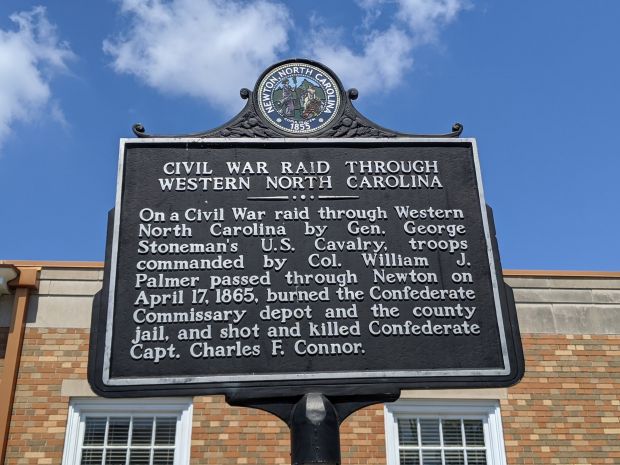 NEWTON, NORTH CAROLINA
1855
CIVIL WAR RAID THROUGH
WESTERN NORTH CAROLINA
On a Civil War raid through Western
North Carolina by Gen. George
Stoneman's U.S. Cavalry, troops
commanded by Col. William J.
Palmer passed through Newton on
April 17, 1865, burned the Confederate
Commissary depot and the county
jail, and shot and killed Confederate
Capt. Charles F. Connor.